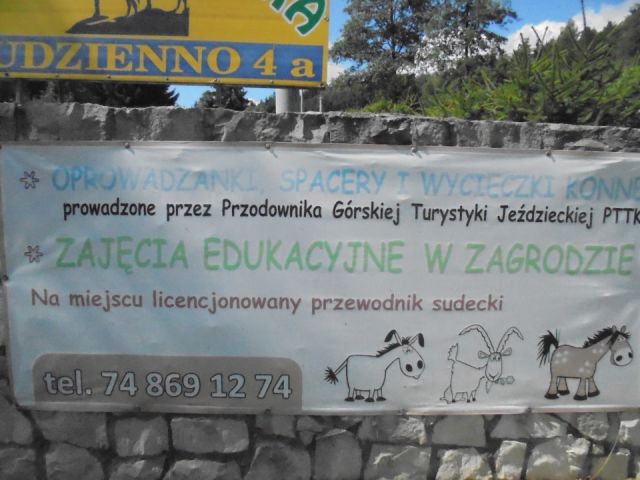 UDZIENNO 4 a
* OPROWADZANKI, SPACERY I WYCIECZKI KONNE
prowadzone przez Przodownika Górskiej Turystyki Jeździeckiej PTTK
* ZAJĘCIA EDUKACYJNE W ZAGRODZIE
Na miejscu licencjonowany przewodnik sudecki
tel. 74 869 12 74